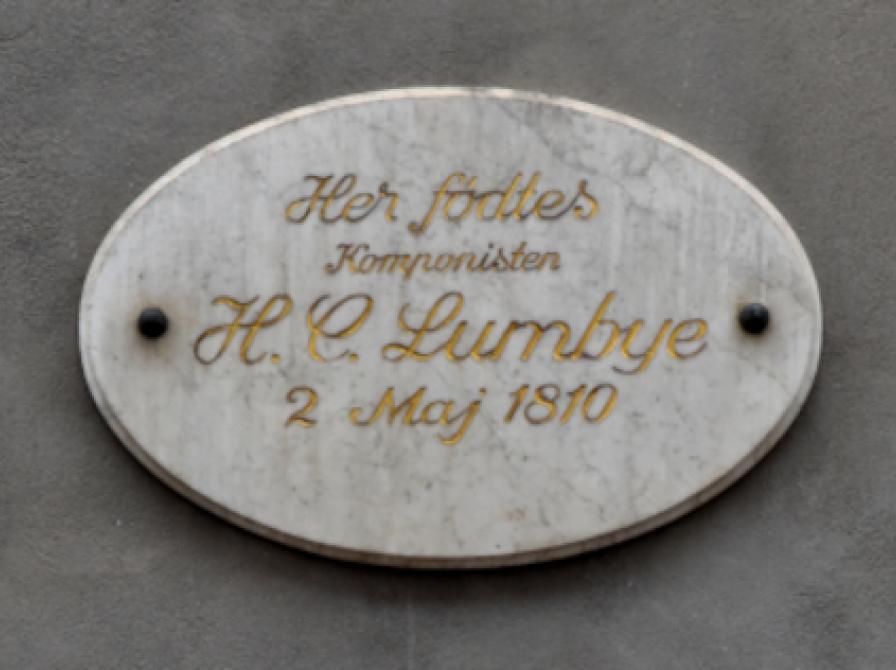 Her fødtes
Komponisten
H. C. Lumbye
2 Maj 1810